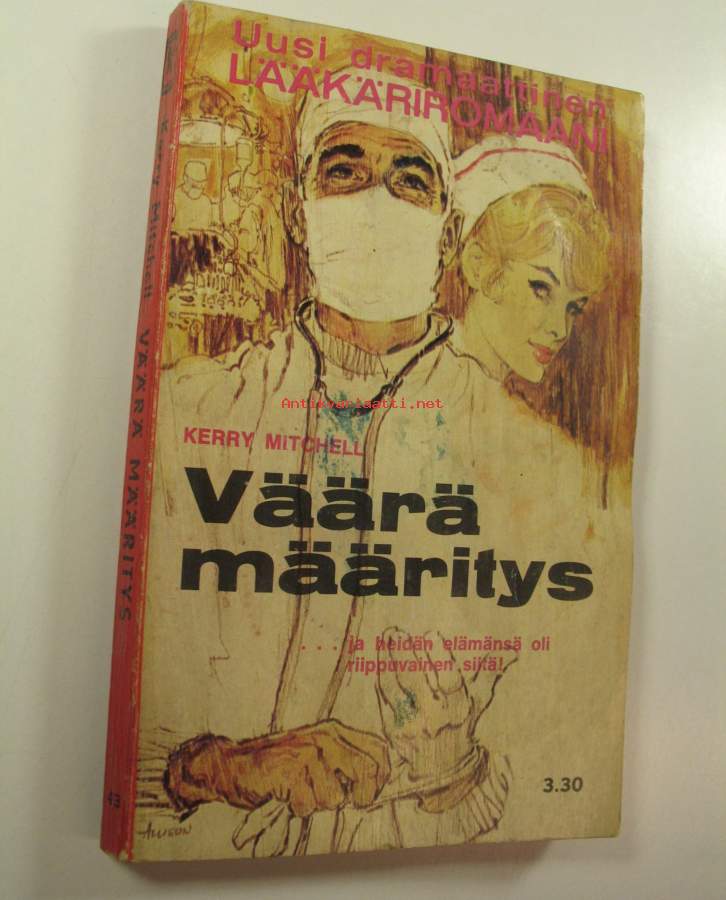 Uusi dramaattinen
LÄÄKÄRIROMAANI
KERRY MITCHELL
Väärä
määritys
. . . ja heidän elämänsä oli
riippuvainen siitä!
3.30
ALLISON
Kerry Mitchell VÄÄRÄ MÄÄRITYS
43
Antikvariaatti.net